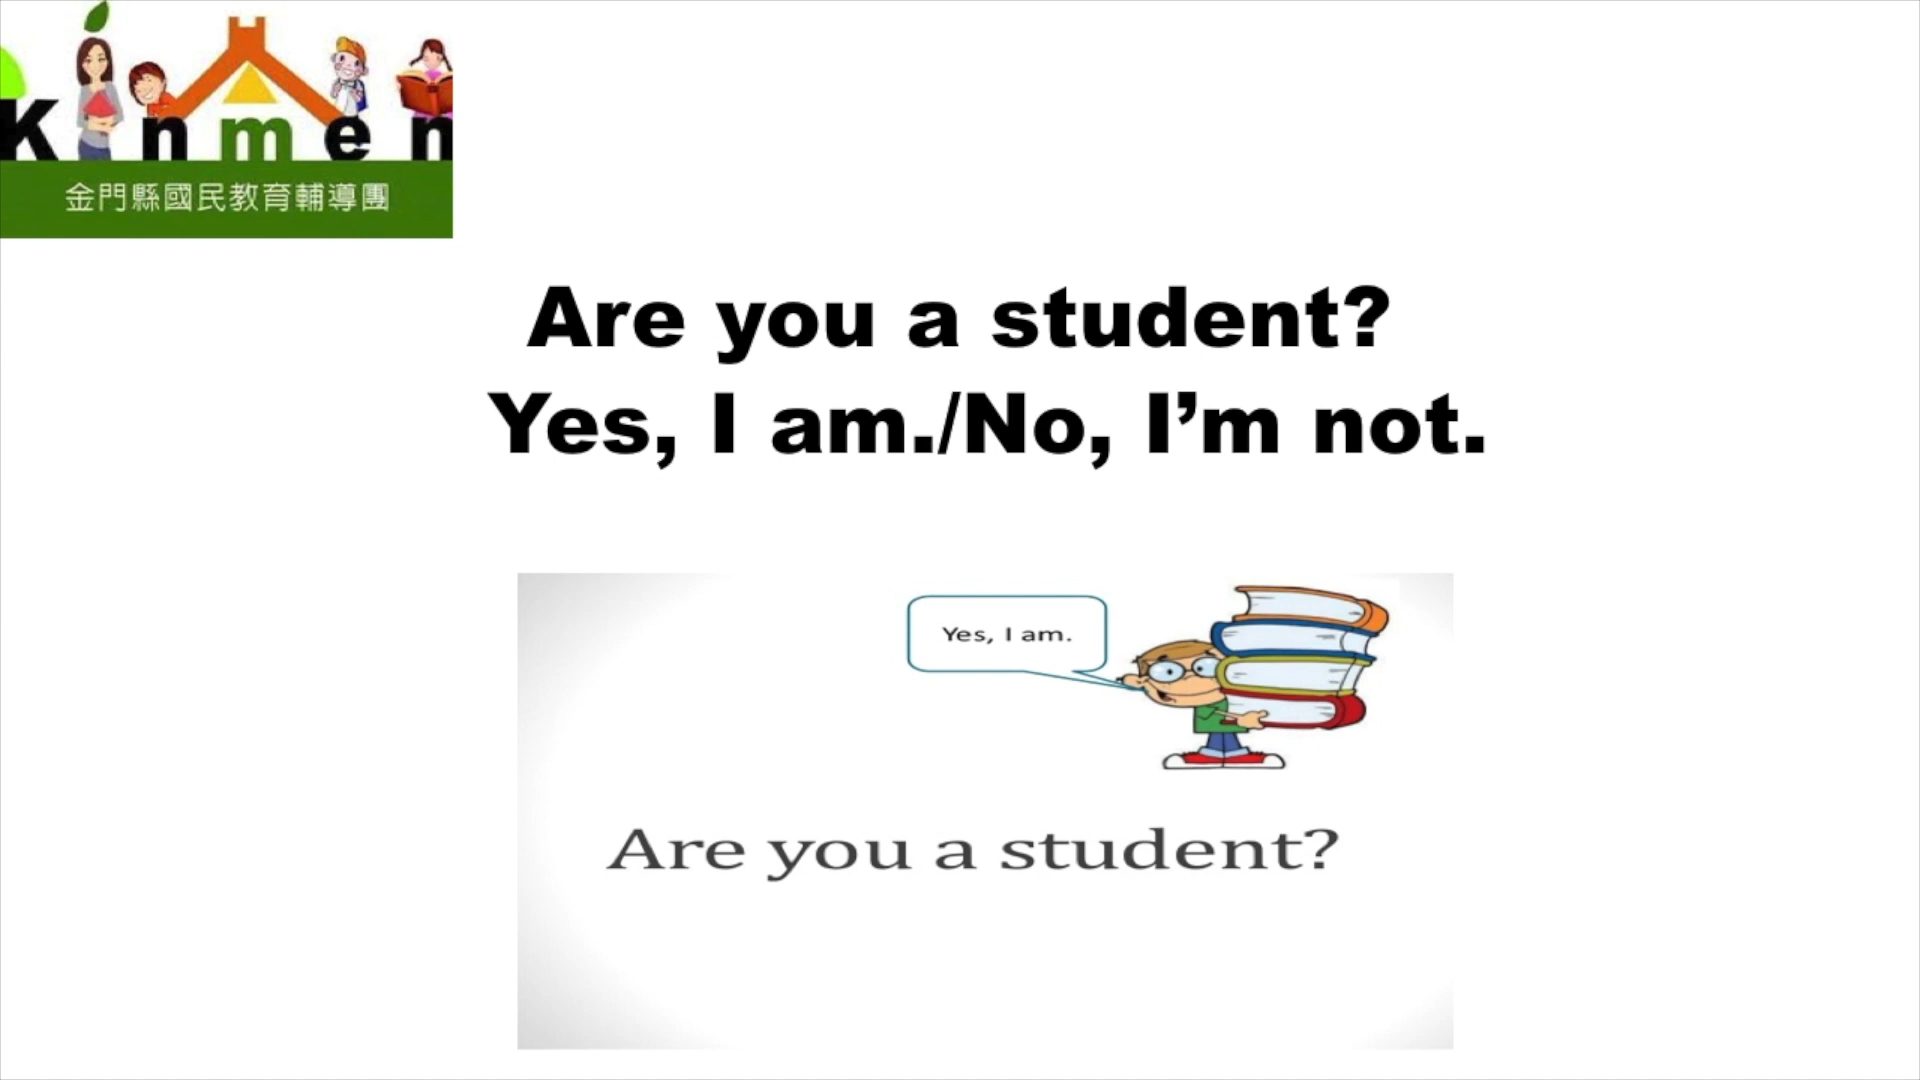 Kinmen
金門縣國民教育輔導團
Are you a student?
Yes, I am./No, I’m not.
Yes, I am.
Are you a student?